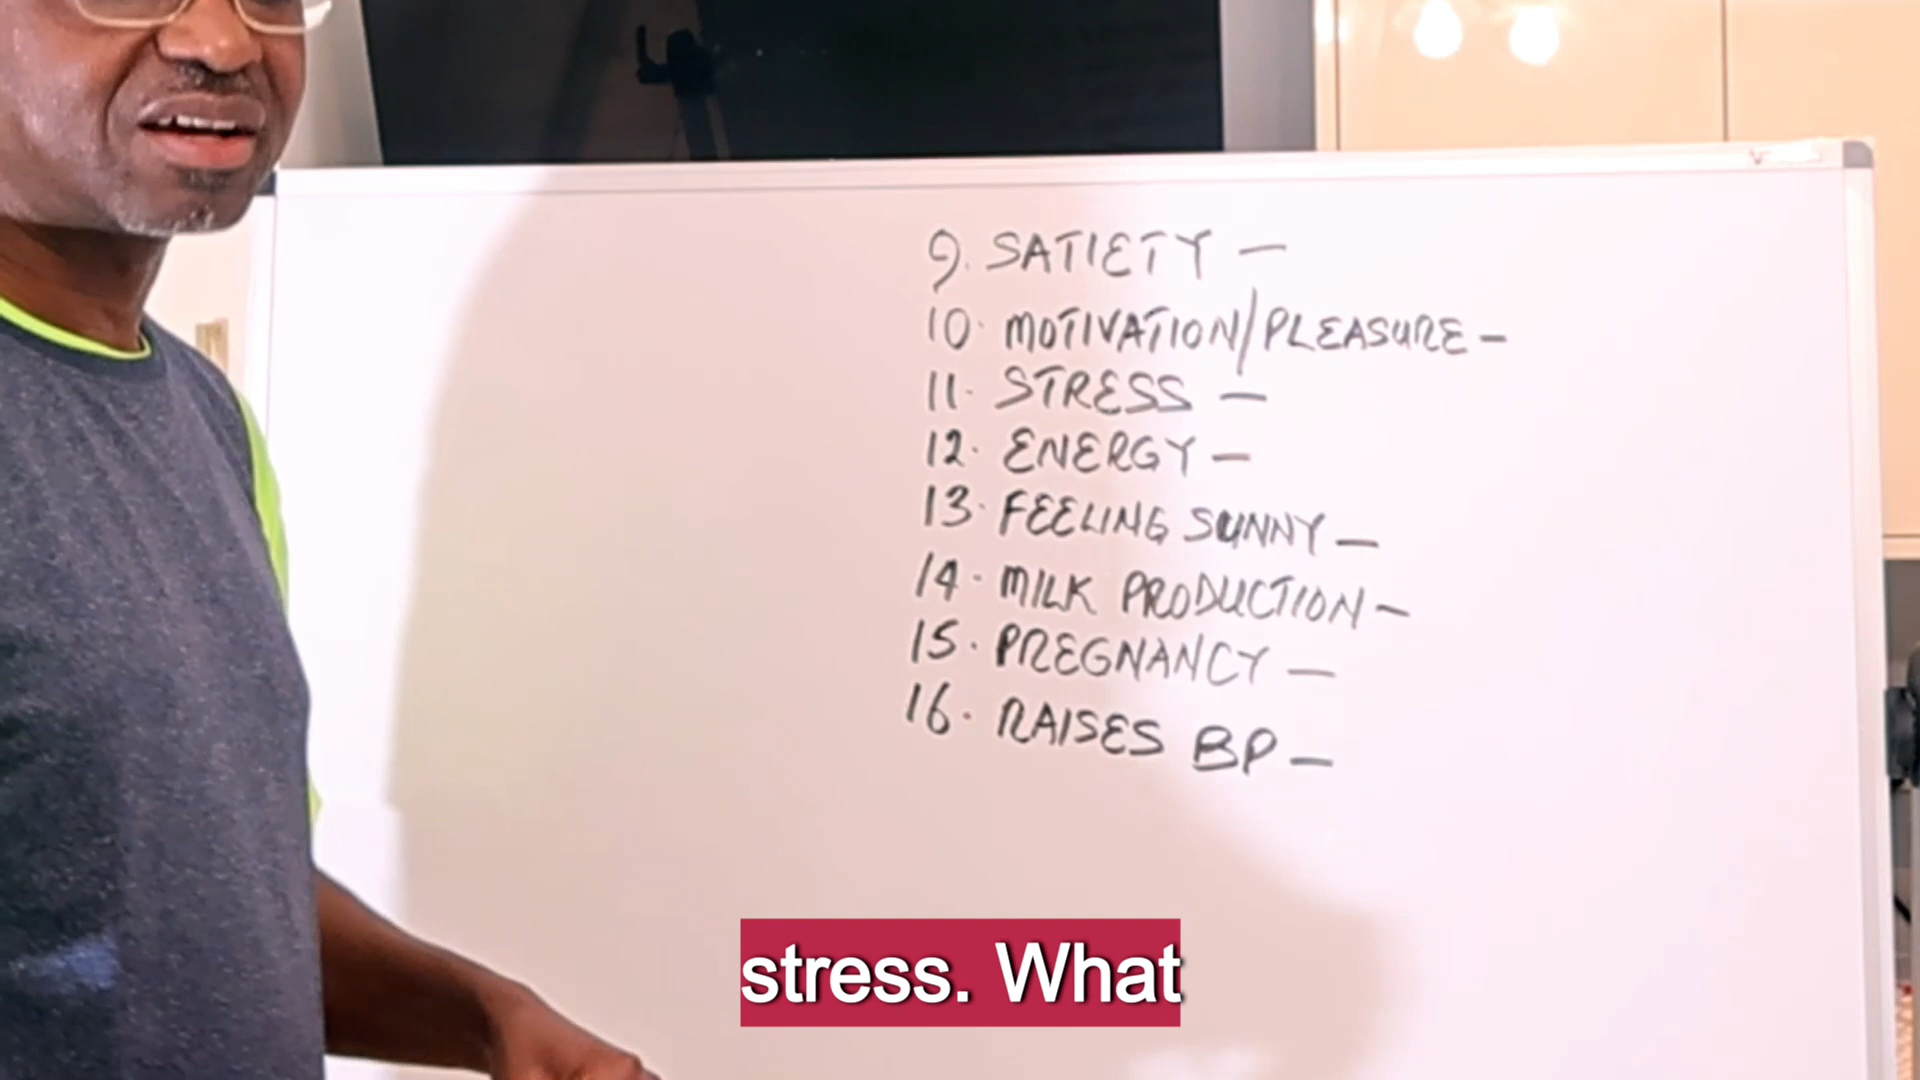 9. SATIETY —
10. MOTIVATION/PLEASURE -
11. STRESS —
12. ENERGY —
13. FEELING SUNNY —
14. MILK PRODUCTION -
15. PREGNANCY —
16. RAISES BP —
stress. What